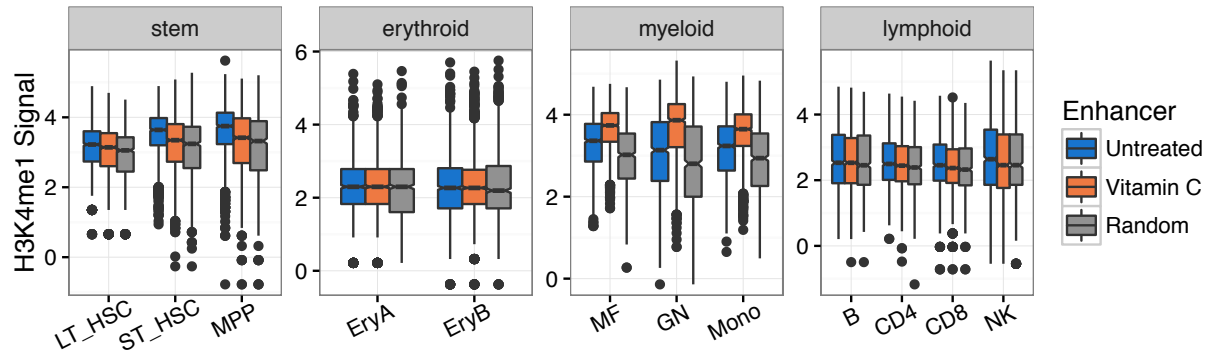 stem
erythroid
myeloid
lymphoid
H3K4me1 Signal
4
2
0
6
4
2
0
4
2
0
4
2
0
LT_HSC
ST_HSC
MPP
EryA
EryB
MF
GN
Mono
B
CD4
CD8
NK
Enhancer
Untreated
Vitamin C
Random